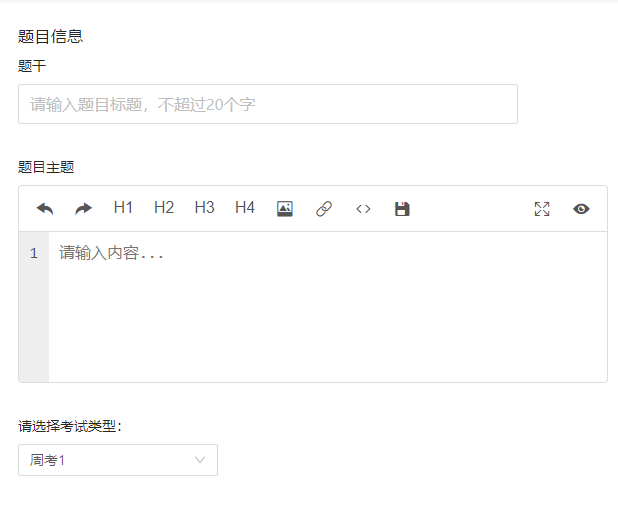 题目信息
题干
请输入题目标题，不超过20个字
题目主题
H1 H2 H3 H4
1 请输入内容...
请选择考试类型：
周考1